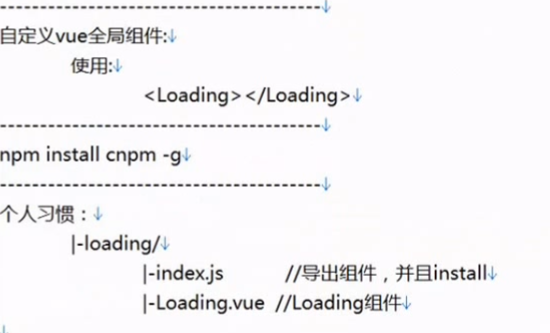 ----------------------------------------
自定义vue全局组件:↓
使用:↓
<Loading></Loading>↓
----------------------------------------
npm install cnpm -g↓
----------------------------------------
个人习惯：↓
|-loading/↓
|-index.js //导出组件，并且install↓
|-Loading.vue //Loading组件↓